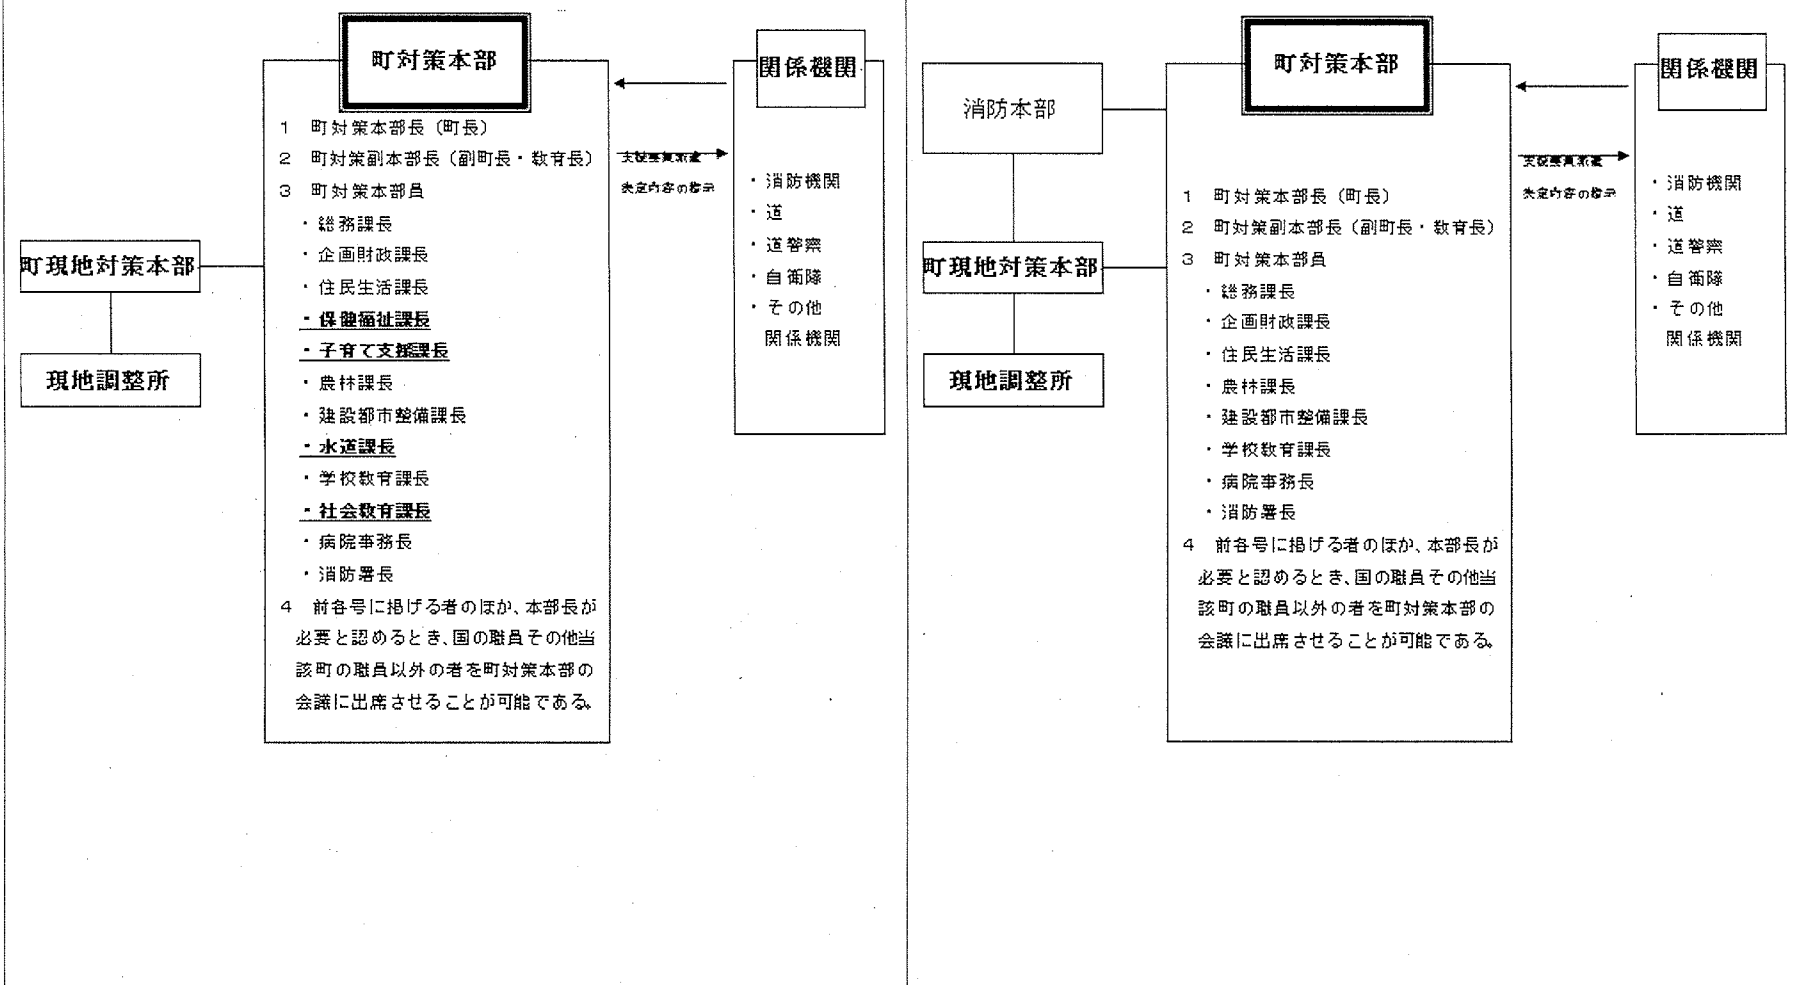 町対策本部
1 町対策本部長（町長）
2 町対策副本部長（副町長・教育長）
3 町対策本部員
・総務課長
・企画財政課長
・住民生活課長
・保健福祉課長
・子育て支援課長
・農林課長
・建設都市整備課長
・水道課長
・学校教育課長
・社会教育課長
・病院事務長
・消防署長
4 前各号に掲げる者のほか、本部長が
必要と認めるとき、国の職員その他当
該町の職員以外の者を町対策本部の
会議に出席させることが可能である。
町現地対策本部
現地調整所
決定内容の指示
関係機関
・消防機関
・道
・道警察
・自衛隊
・その他
関係機関
町対策本部
消防本部
町現地対策本部
現地調整所
1 町対策本部長（町長）
2 町対策副本部長（副町長・教育長）
3 町対策本部員
・総務課長
・企画財政課長
・住民生活課長
・農林課長
・建設都市整備課長
・学校教育課長
・病院事務長
・消防署長
4 前各号に掲げる者のほか、本部長が
必要と認めるとき、国の職員その他当
該町の職員以外の者を町対策本部の
会議に出席させることが可能である。
決定内容の指示
関係機関
・消防機関
・道
・道警察
・自衛隊
・その他
関係機関